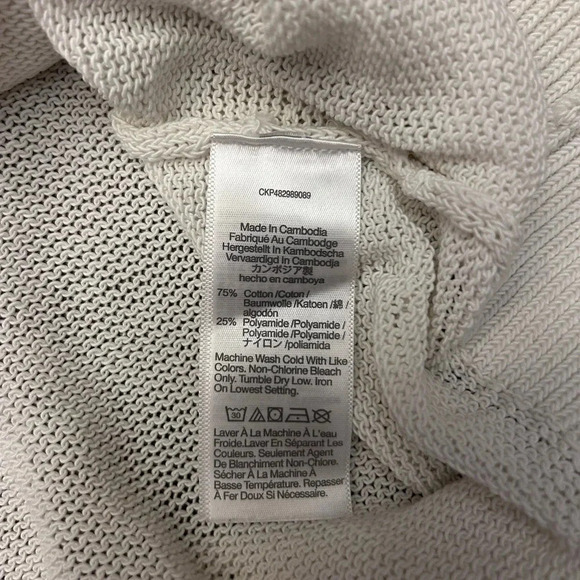 CKP482989089
Made In Cambodia
Fabriqué Au Cambodge
Hergestellt In Kambodscha
Vervaardigd In Cambodja
カンボジア製
hecho en camboya
75% Cotton /Coton /
Baumwolle /Katoen /綿 /
algodón
25% Polyamide /Polyamide /
Polyamide /Polyamide /
ナイロン /poliamida
Machine Wash Cold With Like
Colors. Non-Chlorine Bleach
Only. Tumble Dry Low. Iron
On Lowest Setting.
30
Laver À La Machine À L'eau
Froide.Laver En Séparant Les
Couleurs. Seulement Agent
De Blanchiment Non-Chlore.
Sécher À La Machine À
Basse Température. Repasser
À Fer Doux Si Nécessaire.